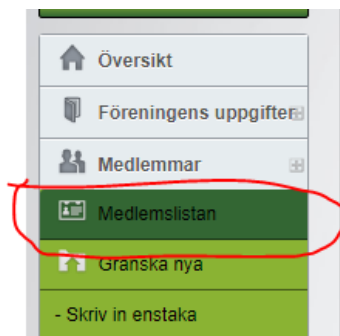 Översikt
Föreningens uppgifter
Medlemmar
Medlemslistan
Granska nya
- Skriv in enstaka